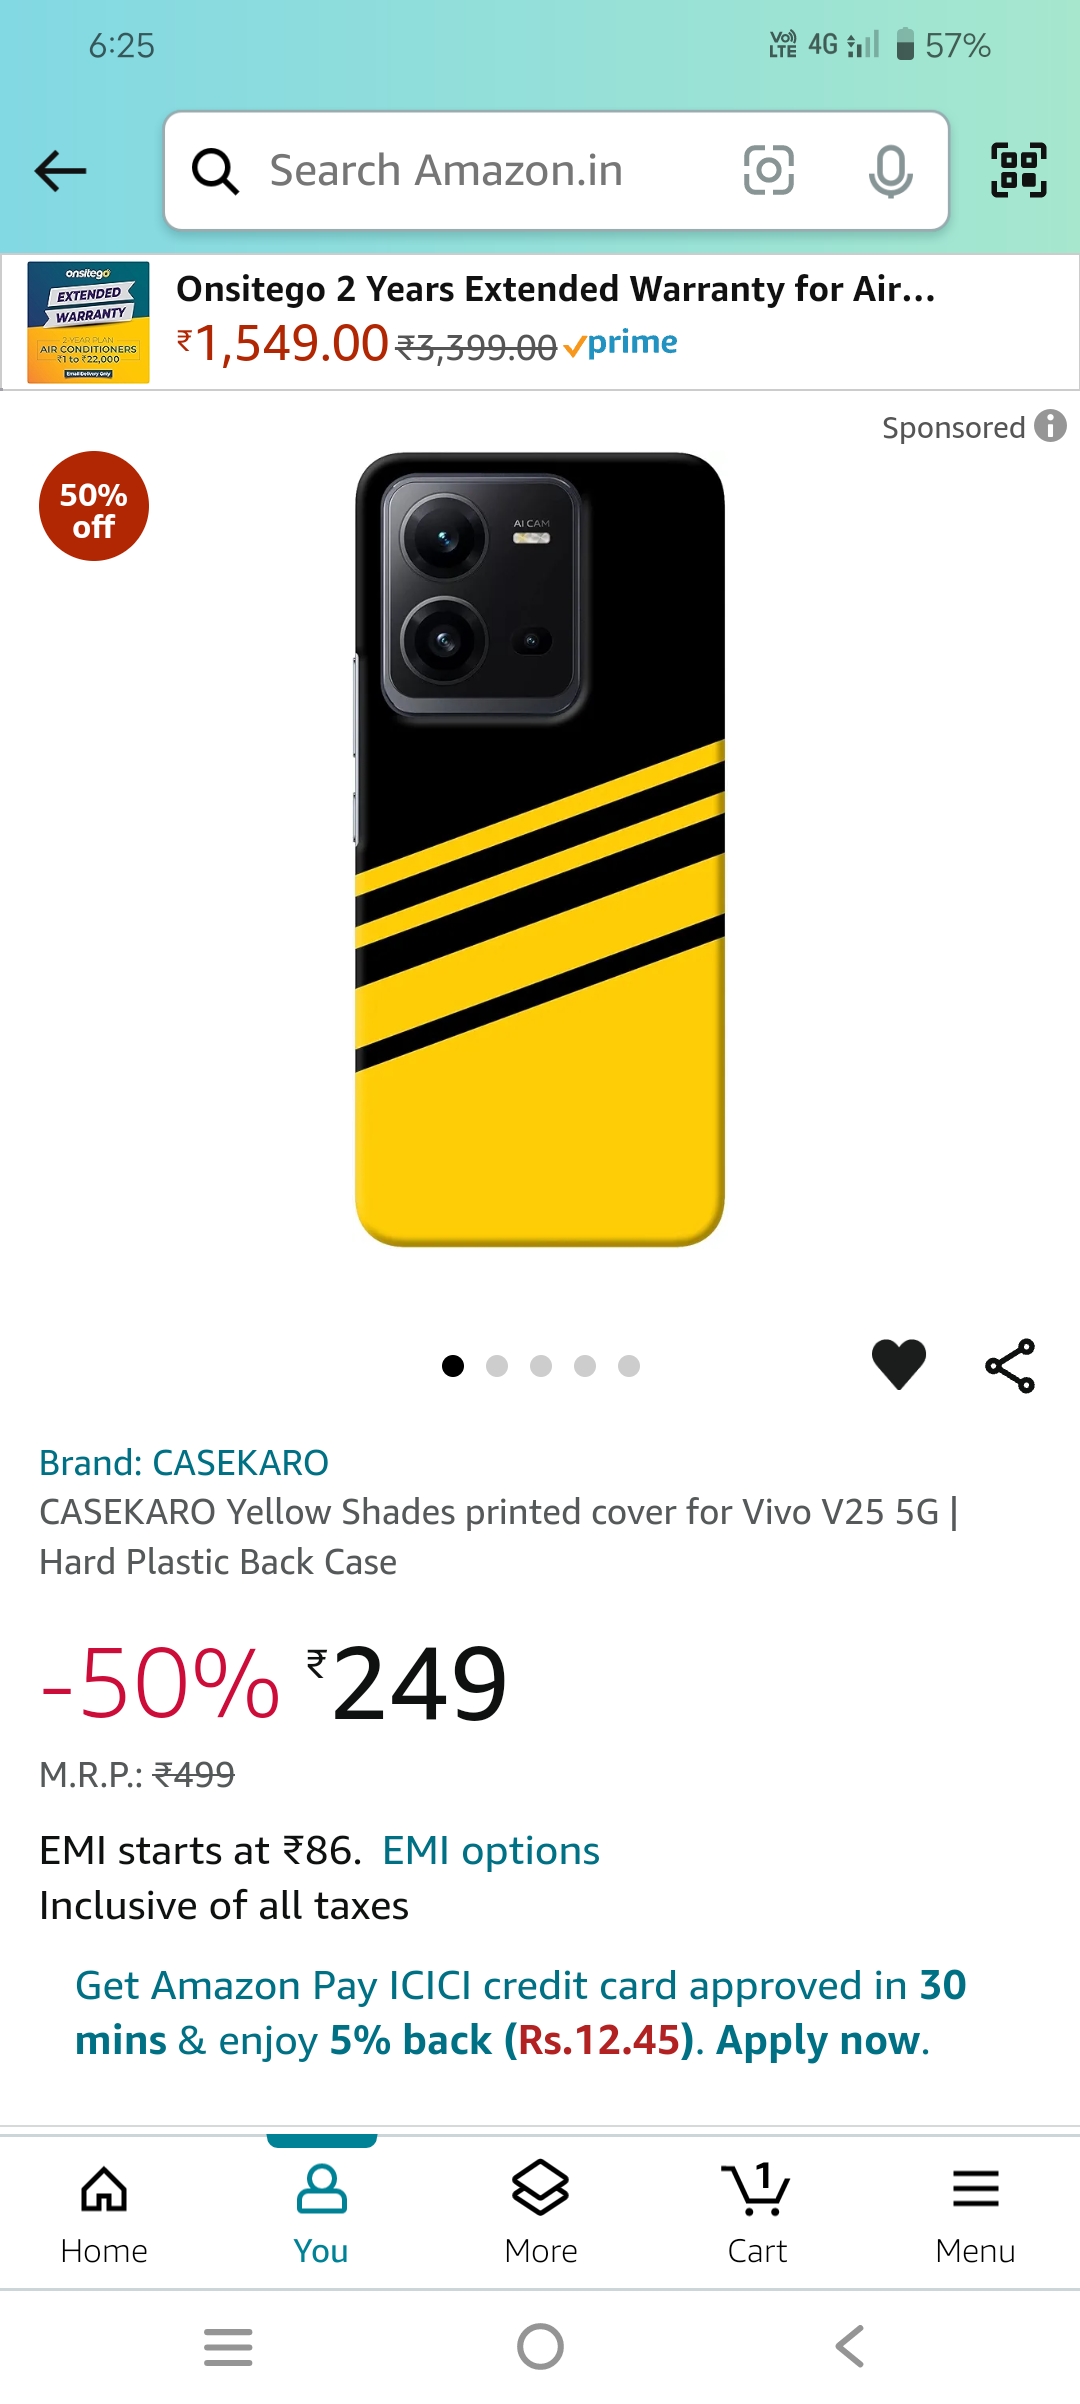 6:25
Vo)) LTE 4G 57%
Search Amazon.in
onsitego
EXTENDED
WARRANTY
2 YEAR PLAN
AIR CONDITIONERS
₹1 to ₹22,000
Email Delivery Only
Onsitego 2 Years Extended Warranty for Air...
₹1,549.00 ₹3,399.00 prime
Sponsored
50%
off
AI CAM
Brand: CASEKARO
CASEKARO Yellow Shades printed cover for Vivo V25 5G |
Hard Plastic Back Case
-50% ₹249
M.R.P.: ₹499
EMI starts at ₹86. EMI options
Inclusive of all taxes
Get Amazon Pay ICICI credit card approved in 30
mins & enjoy 5% back (Rs.12.45). Apply now.
1
Home You More Cart Menu